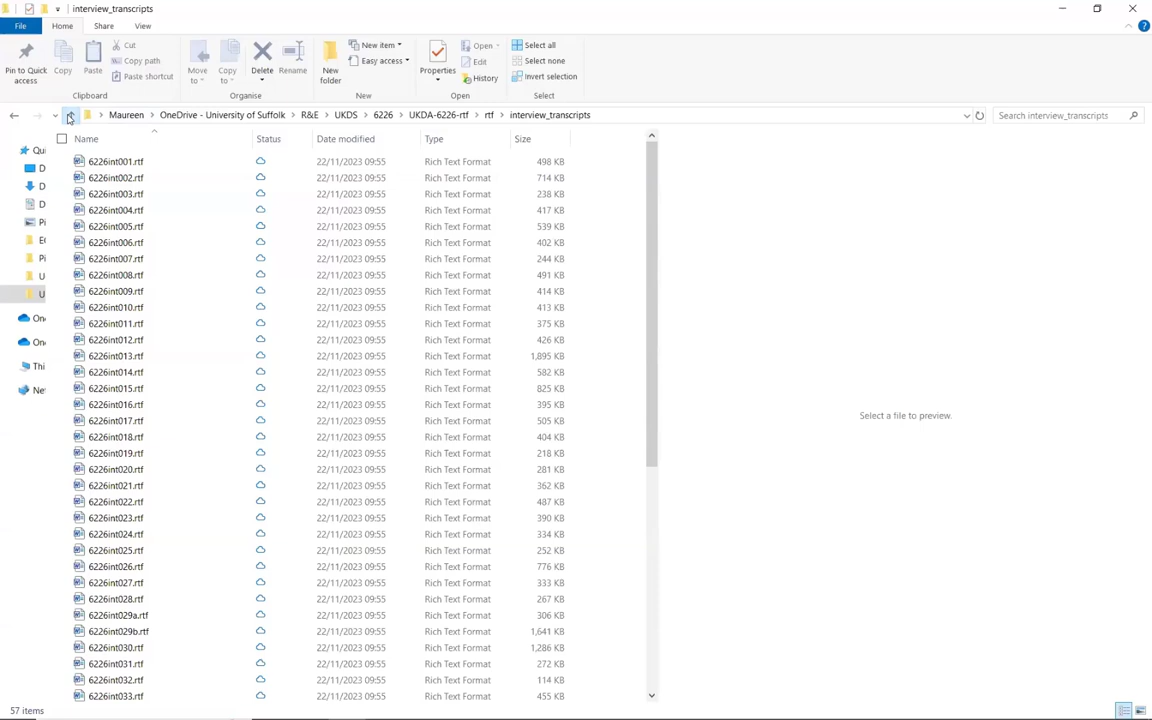 interview_transcripts
File Home Share View
Pin to Quick access
Copy
Paste
Cut
Copy path
Paste shortcut
Clipboard
Move to
Copy to
Delete
Rename
Organise
New folder
New item
Easy access
New
Properties
Open
Edit
History
Open
Select all
Select none
Invert selection
Select
Maureen > OneDrive - University of Suffolk > R&E > UKDS > 6226 > UKDA-6226-rtf > rtf > interview_transcripts
Search interview_transcripts
Name Status Date modified Type Size
Qui
D
D
D
Pi
EC
Pi
U
U
One
One
Thi
Net
6226int001.rtf 22/11/2023 09:55 Rich Text Format 498 KB
6226int002.rtf 22/11/2023 09:55 Rich Text Format 714 KB
6226int003.rtf 22/11/2023 09:55 Rich Text Format 238 KB
6226int004.rtf 22/11/2023 09:55 Rich Text Format 417 KB
6226int005.rtf 22/11/2023 09:55 Rich Text Format 539 KB
6226int006.rtf 22/11/2023 09:55 Rich Text Format 402 KB
6226int007.rtf 22/11/2023 09:55 Rich Text Format 244 KB
6226int008.rtf 22/11/2023 09:55 Rich Text Format 491 KB
6226int009.rtf 22/11/2023 09:55 Rich Text Format 414 KB
6226int010.rtf 22/11/2023 09:55 Rich Text Format 413 KB
6226int011.rtf 22/11/2023 09:55 Rich Text Format 375 KB
6226int012.rtf 22/11/2023 09:55 Rich Text Format 426 KB
6226int013.rtf 22/11/2023 09:55 Rich Text Format 1,895 KB
6226int014.rtf 22/11/2023 09:55 Rich Text Format 582 KB
6226int015.rtf 22/11/2023 09:55 Rich Text Format 825 KB
6226int016.rtf 22/11/2023 09:55 Rich Text Format 395 KB
6226int017.rtf 22/11/2023 09:55 Rich Text Format 505 KB
6226int018.rtf 22/11/2023 09:55 Rich Text Format 404 KB
6226int019.rtf 22/11/2023 09:55 Rich Text Format 218 KB
6226int020.rtf 22/11/2023 09:55 Rich Text Format 281 KB
6226int021.rtf 22/11/2023 09:55 Rich Text Format 362 KB
6226int022.rtf 22/11/2023 09:55 Rich Text Format 487 KB
6226int023.rtf 22/11/2023 09:55 Rich Text Format 390 KB
6226int024.rtf 22/11/2023 09:55 Rich Text Format 334 KB
6226int025.rtf 22/11/2023 09:55 Rich Text Format 252 KB
6226int026.rtf 22/11/2023 09:55 Rich Text Format 776 KB
6226int027.rtf 22/11/2023 09:55 Rich Text Format 333 KB
6226int028.rtf 22/11/2023 09:55 Rich Text Format 267 KB
6226int029a.rtf 22/11/2023 09:55 Rich Text Format 306 KB
6226int029b.rtf 22/11/2023 09:55 Rich Text Format 1,641 KB
6226int030.rtf 22/11/2023 09:55 Rich Text Format 1,286 KB
6226int031.rtf 22/11/2023 09:55 Rich Text Format 272 KB
6226int032.rtf 22/11/2023 09:55 Rich Text Format 114 KB
6226int033.rtf 22/11/2023 09:55 Rich Text Format 455 KB
Select a file to preview.
57 items